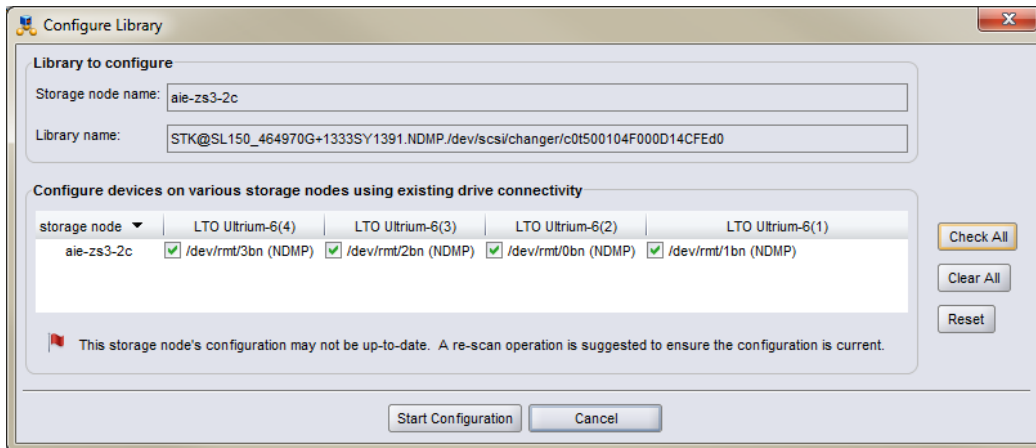 Configure Library
Library to configure
Storage node name: aie-zs3-2c
Library name: STK@SL150_464970G+1333SY1391.NDMP./dev/scsi/changer/c0t500104F000D14CFEd0
Configure devices on various storage nodes using existing drive connectivity
storage node LTO Ultrium-6(4) LTO Ultrium-6(3) LTO Ultrium-6(2) LTO Ultrium-6(1)
aie-zs3-2c /dev/rmt/3bn (NDMP) /dev/rmt/2bn (NDMP) /dev/rmt/0bn (NDMP) /dev/rmt/1bn (NDMP)
Check All
Clear All
Reset
This storage node's configuration may not be up-to-date. A re-scan operation is suggested to ensure the configuration is current.
Start Configuration Cancel